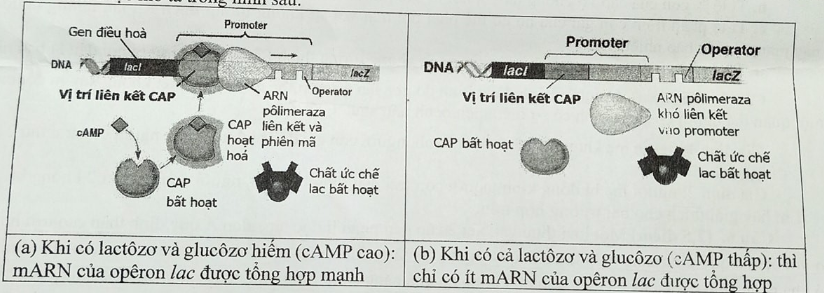 Promoter
Gen điều hoà
DNA
lacI
lacZ
Operator
Vị trí liên kết CAP
ARN
pôlimeraza
liên kết và
phiên mã
cAMP
CAP
hoạt
hoá
CAP
bất hoạt
Chất ức chế
lac bất hoạt
(a) Khi có lactôzơ và glucôzơ hiếm (cAMP cao):
mARN của opêron lac được tổng hợp mạnh
Promoter
Operator
DNA
lacI
lacZ
Vị trí liên kết CAP
ARN pôlimeraza
khó liên kết
vào promoter
CAP bất hoạt
Chất ức chế
lac bất hoạt
(b) Khi có cả lactôzơ và glucôzo (cAMP thấp): thì
chỉ có ít mARN của opêron lac được tổng hợp